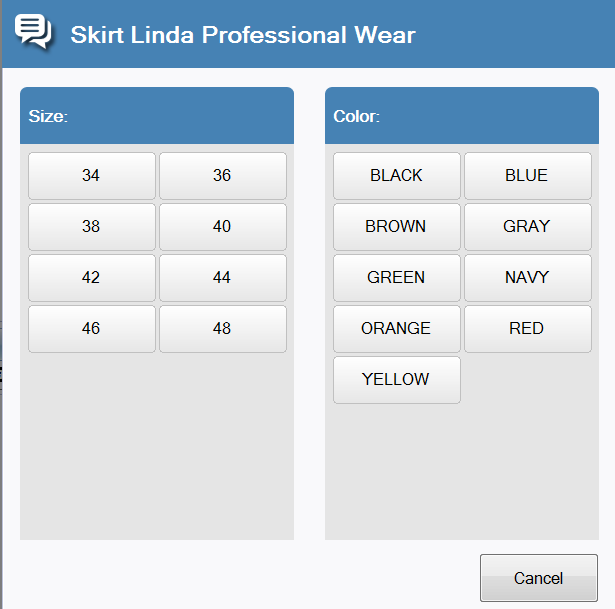 Skirt Linda Professional Wear
Size:
34 36
38 40
42 44
46 48
Color:
BLACK BLUE
BROWN GRAY
GREEN NAVY
ORANGE RED
YELLOW
Cancel